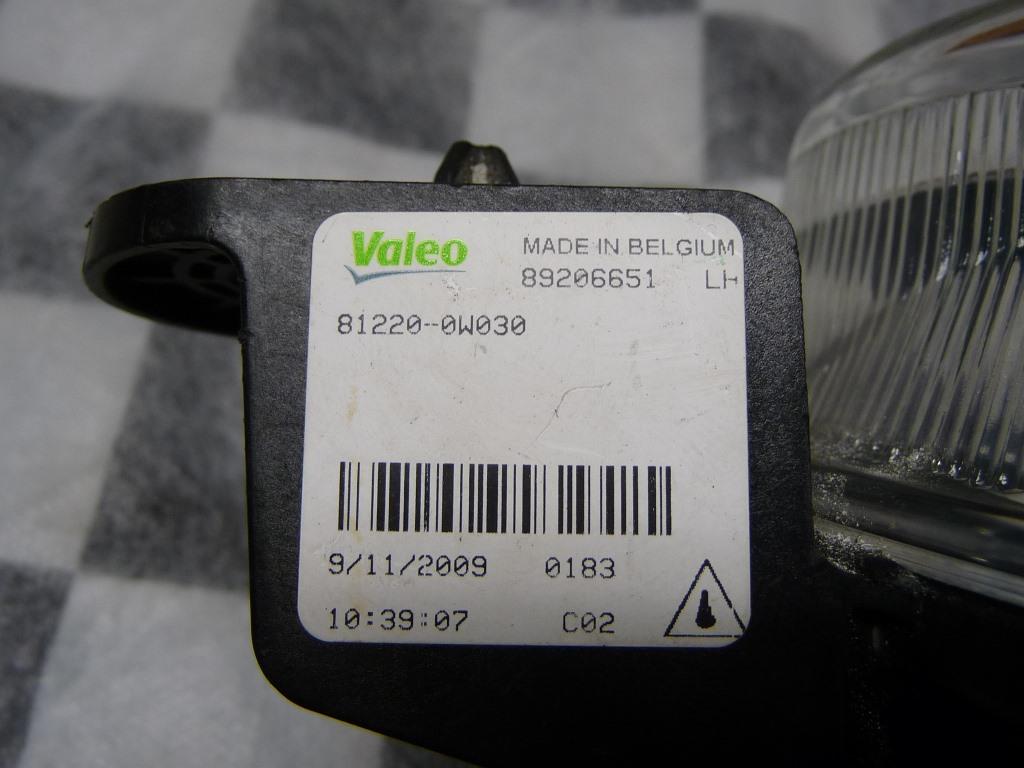 Valeo MADE IN BELGIUM
89206651 LH
81220-0W030
9/11/2009 0183
10:39:07 C02